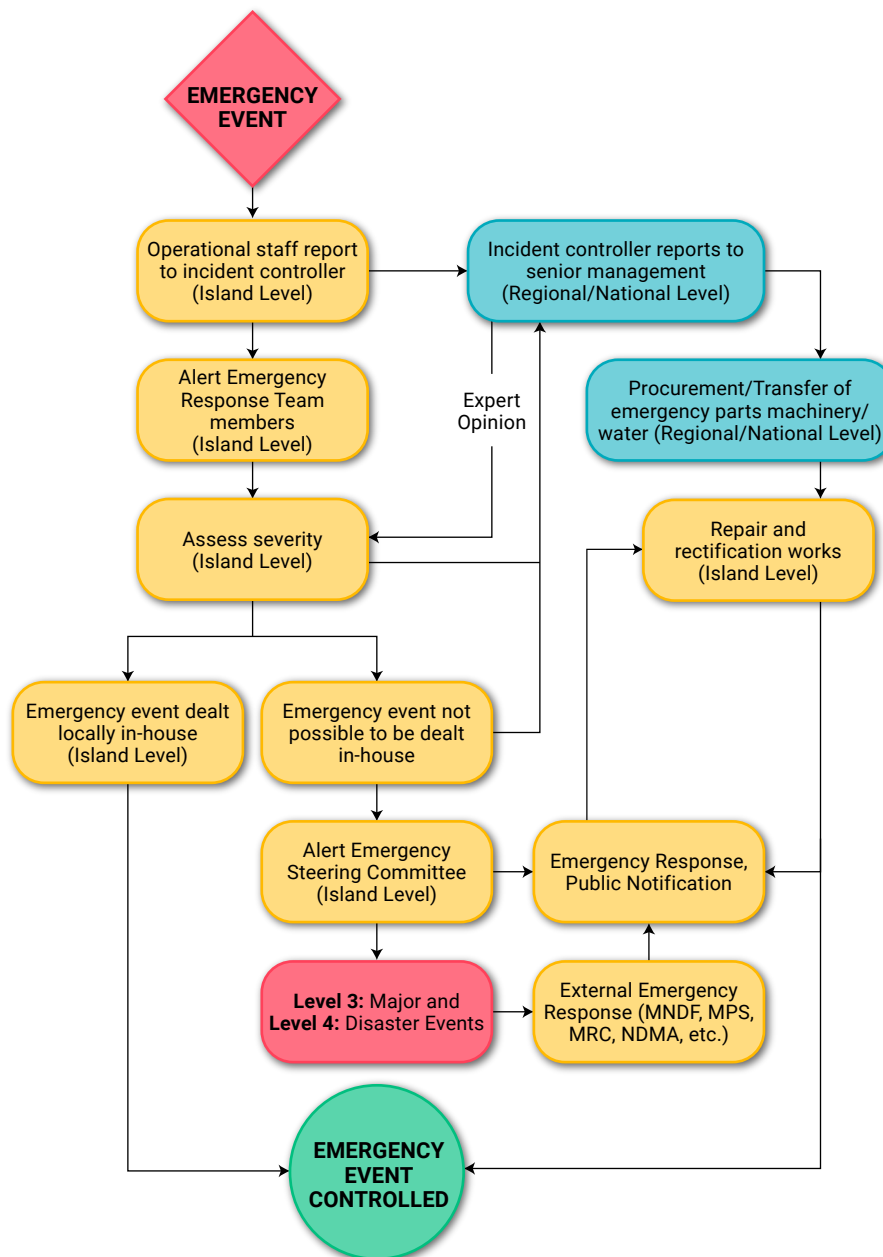 EMERGENCY
EVENT
Operational staff report
to incident controller
(Island Level)
Incident controller reports to
senior management
(Regional/National Level)
Alert Emergency
Response Team
members
(Island Level)
Expert
Opinion
Procurement/Transfer of
emergency parts machinery/
water (Regional/National Level)
Assess severity
(Island Level)
Repair and
rectification works
(Island Level)
Emergency event dealt
locally in-house
(Island Level)
Emergency event not
possible to be dealt
in-house
Alert Emergency
Steering Committee
(Island Level)
Emergency Response,
Public Notification
Level 3: Major and
Level 4: Disaster Events
External Emergency
Response (MNDF, MPS,
MRC, NDMA, etc.)
EMERGENCY
EVENT
CONTROLLED